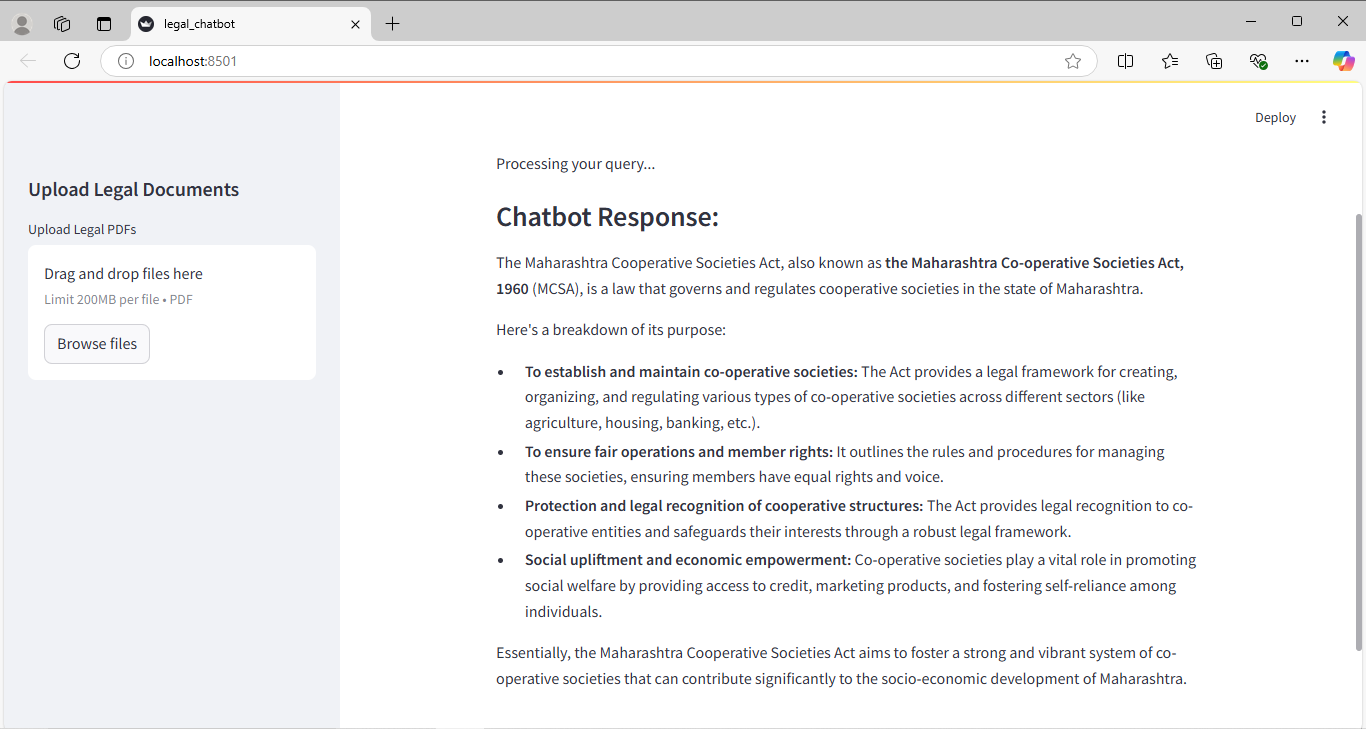 legal_chatbot
localhost:8501
Deploy
Upload Legal Documents
Upload Legal PDFs
Drag and drop files here
Limit 200MB per file • PDF
Browse files
Processing your query...
Chatbot Response:
The Maharashtra Cooperative Societies Act, also known as the Maharashtra Co-operative Societies Act,
1960 (MCSA), is a law that governs and regulates cooperative societies in the state of Maharashtra.
Here's a breakdown of its purpose:
• To establish and maintain co-operative societies: The Act provides a legal framework for creating,
organizing, and regulating various types of co-operative societies across different sectors (like
agriculture, housing, banking, etc.).
• To ensure fair operations and member rights: It outlines the rules and procedures for managing
these societies, ensuring members have equal rights and voice.
• Protection and legal recognition of cooperative structures: The Act provides legal recognition to co-
operative entities and safeguards their interests through a robust legal framework.
• Social upliftment and economic empowerment: Co-operative societies play a vital role in promoting
social welfare by providing access to credit, marketing products, and fostering self-reliance among
individuals.
Essentially, the Maharashtra Cooperative Societies Act aims to foster a strong and vibrant system of co-
operative societies that can contribute significantly to the socio-economic development of Maharashtra.